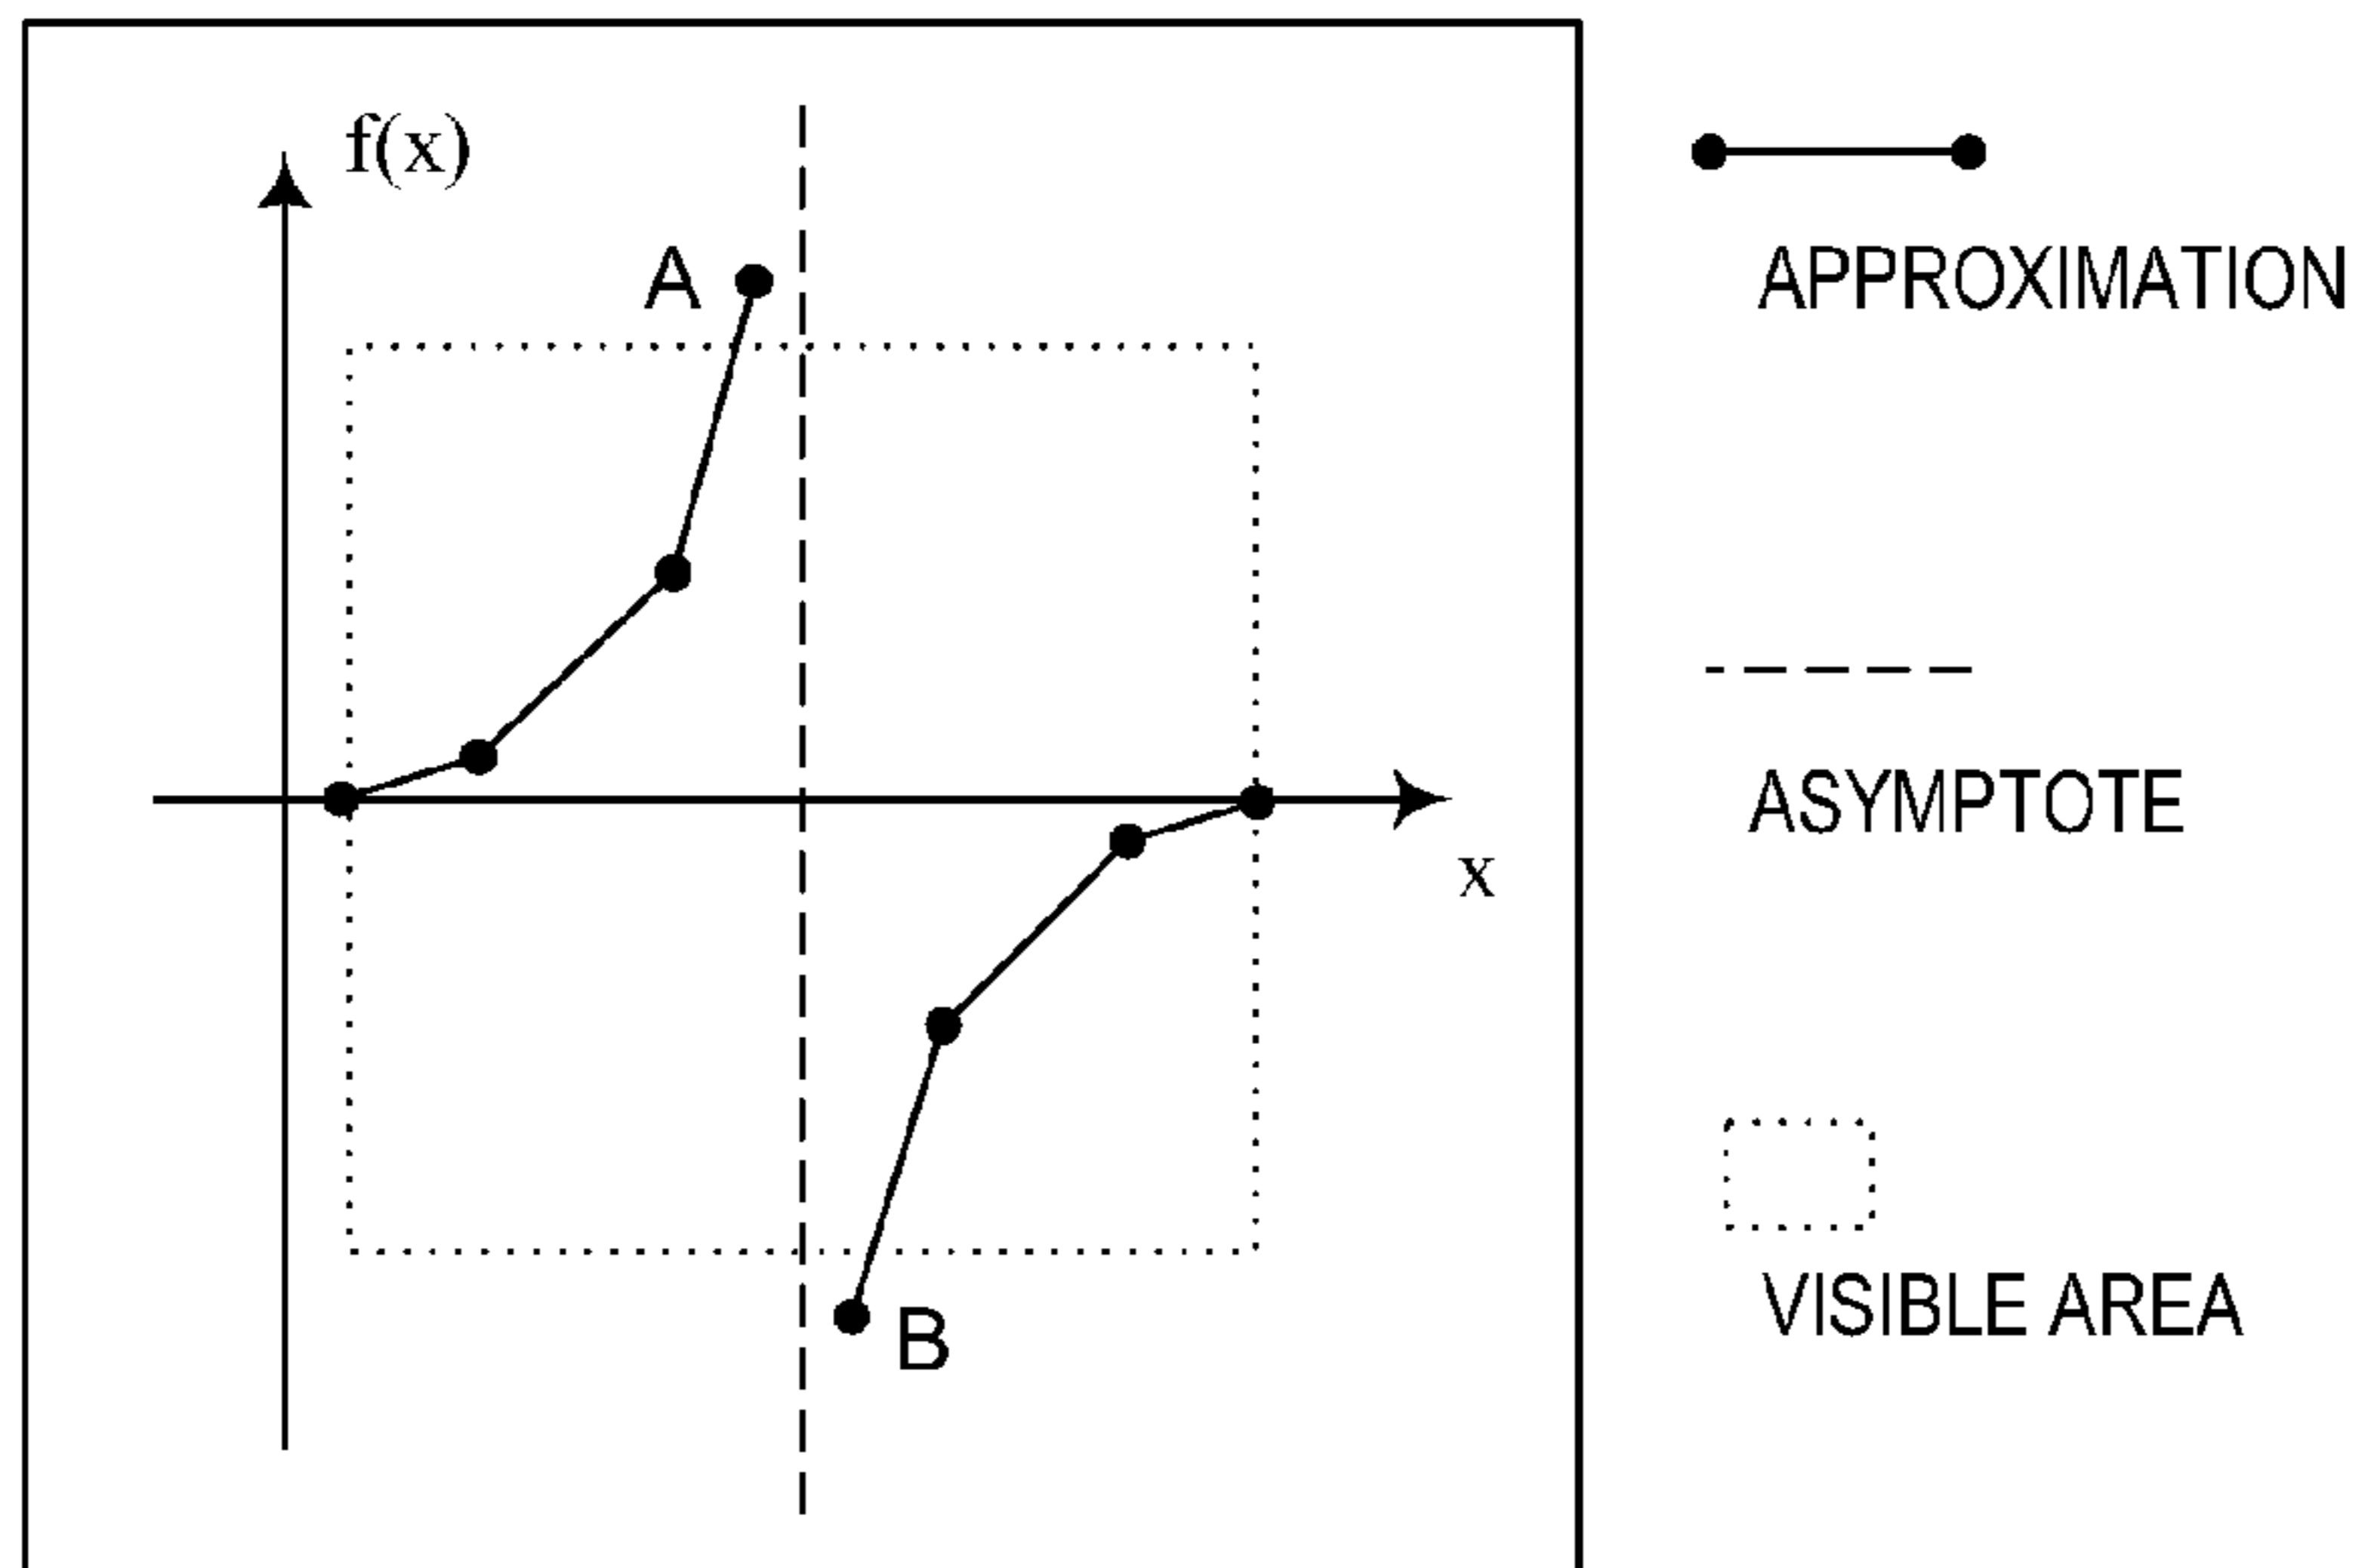 f(x)
A
x
B
APPROXIMATION
ASYMPTOTE
VISIBLE AREA